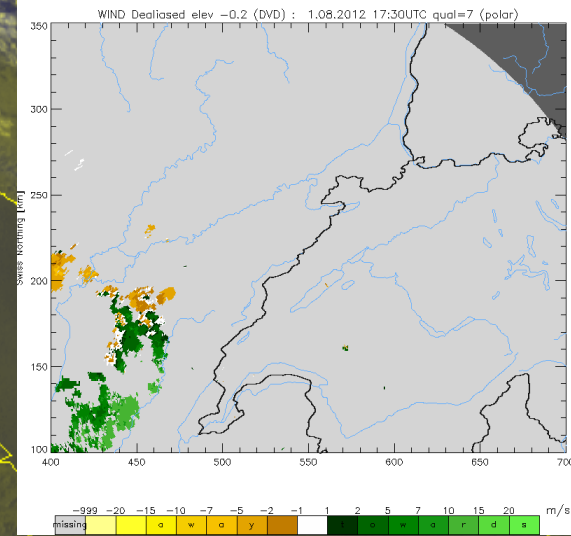 WIND Dealiased elev −0.2 (DVD) : 1.08.2012 17:30UTC qual=7 (polar)
350
300
250
200
150
100
Swiss Northing [km]
400 450 500 550 600 650 700
−999 −20 −15 −10 −7 −5 −2 −1 1 2 5 7 10 15 20 m/s
missing a w a y t o w a r d s